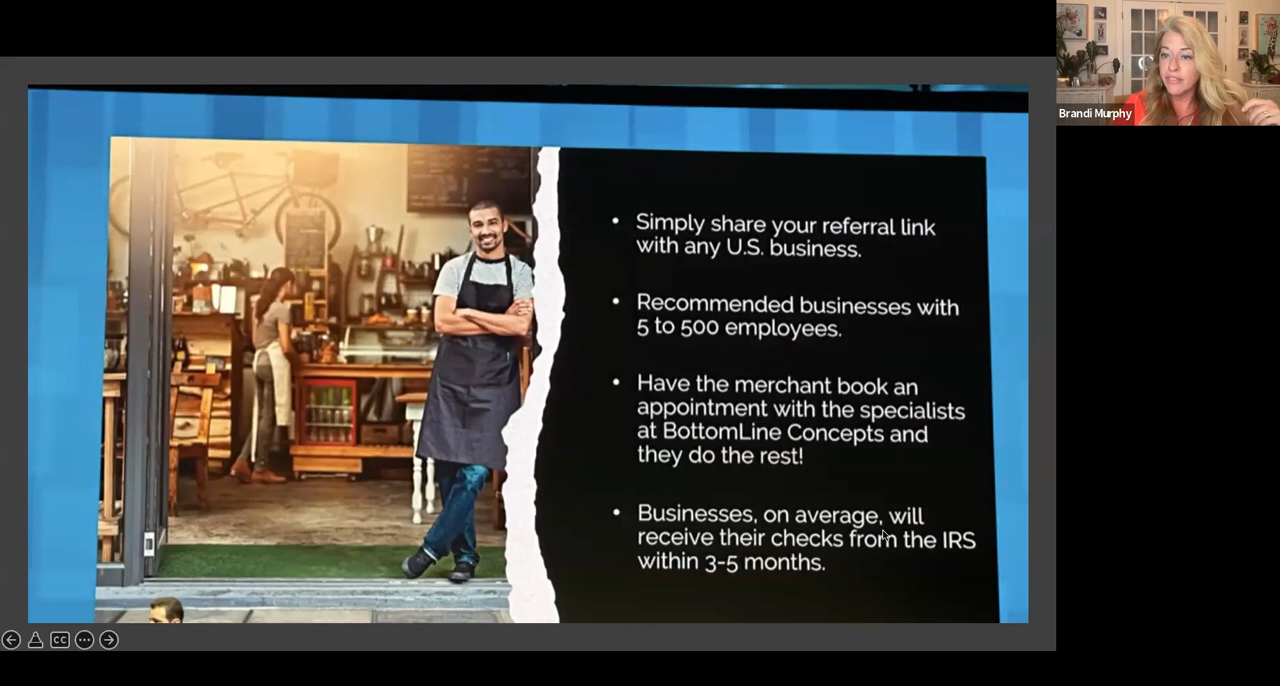 Brandi Murphy
• Simply share your referral link
with any U.S. business.
• Recommended businesses with
5 to 500 employees.
• Have the merchant book an
appointment with the specialists
at BottomLine Concepts and
they do the rest!
• Businesses, on average, will
receive their checks from the IRS
within 3-5 months.
CC